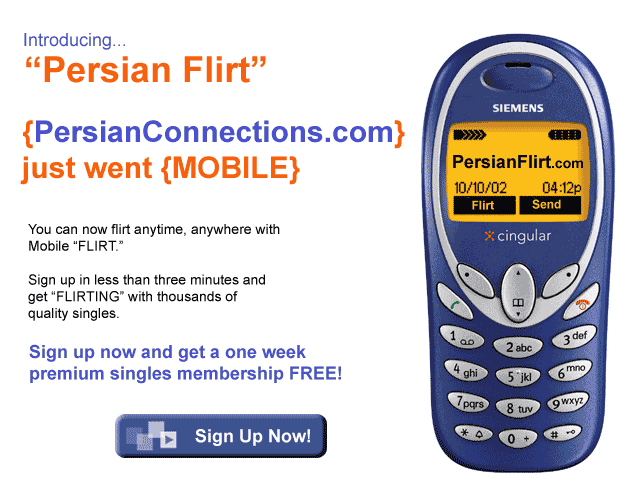 Introducing...
“Persian Flirt”
{PersianConnections.com}
just went {MOBILE}
You can now flirt anytime, anywhere with
Mobile “FLIRT.”
Sign up in less than three minutes and
get “FLIRTING” with thousands of
quality singles.
Sign up now and get a one week
premium singles membership FREE!
Sign Up Now!
SIEMENS
PersianFlirt.com
10/10/02 04:12p
Flirt Send
cingular
1 2 abc 3 def
4 ghi 5 jkl 6 mno
7 pqrs 8 tuv 9 wxyz
* 0 + #